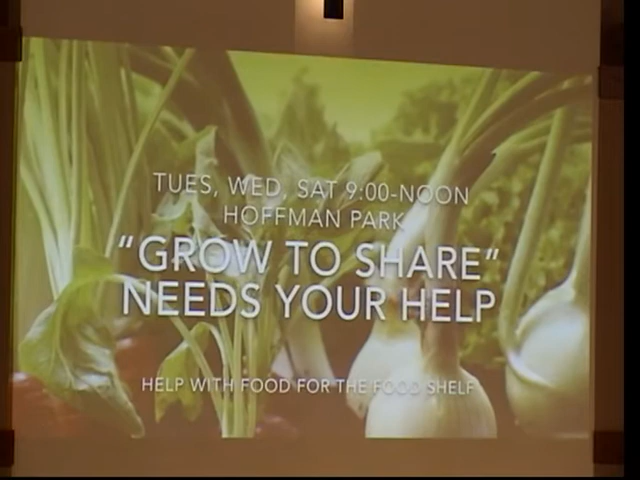 TUES, WED, SAT 9:00-NOON
HOFFMAN PARK
“GROW TO SHARE”
NEEDS YOUR HELP
HELP WITH FOOD FOR THE FOOD SHELF